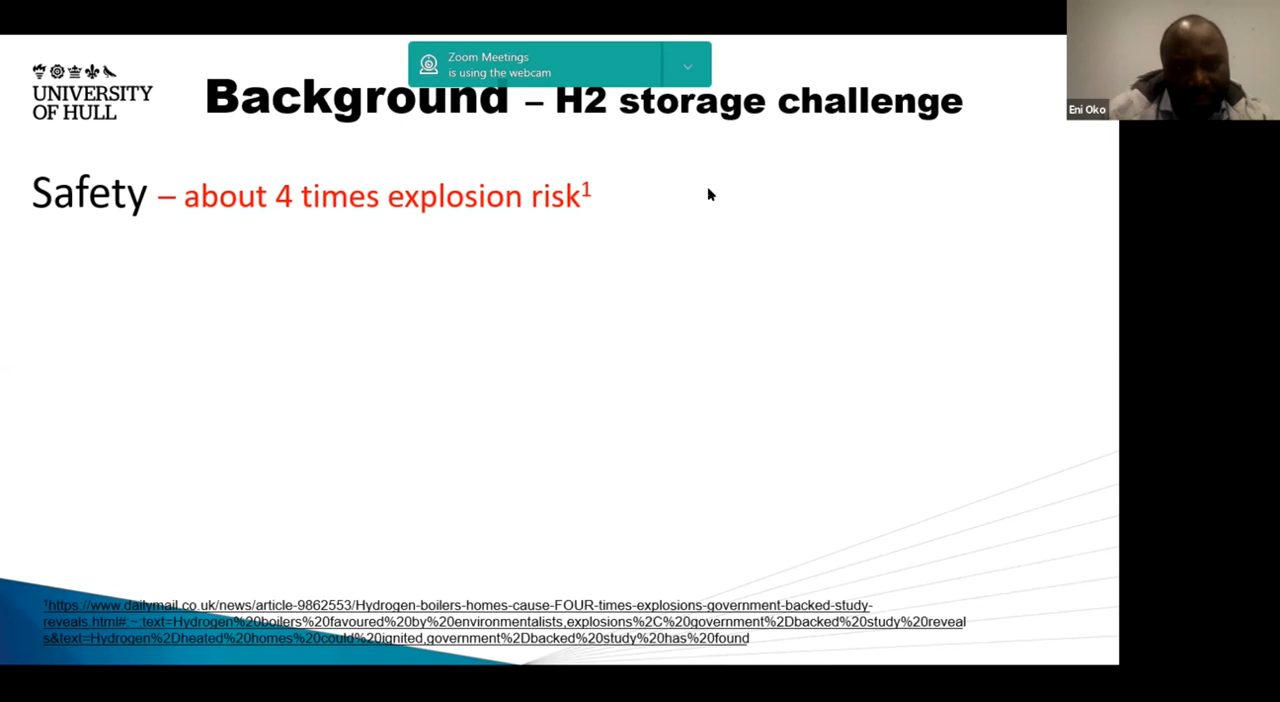 Zoom Meetings
is using the webcam
UNIVERSITY
OF HULL
Background – H2 storage challenge
Eni Oko
Safety – about 4 times explosion risk1
1https://www.dailymail.co.uk/news/article-9862553/Hydrogen-boilers-homes-cause-FOUR-times-explosions-government-backed-study-
reveals.html#:~:text=Hydrogen%20boilers%20favoured%20by%20environmentalists,explosions%2C%20government%2Dbacked%20study%20reveal
s&text=Hydrogen%2Dheated%20homes%20could%20ignited,government%2Dbacked%20study%20has%20found